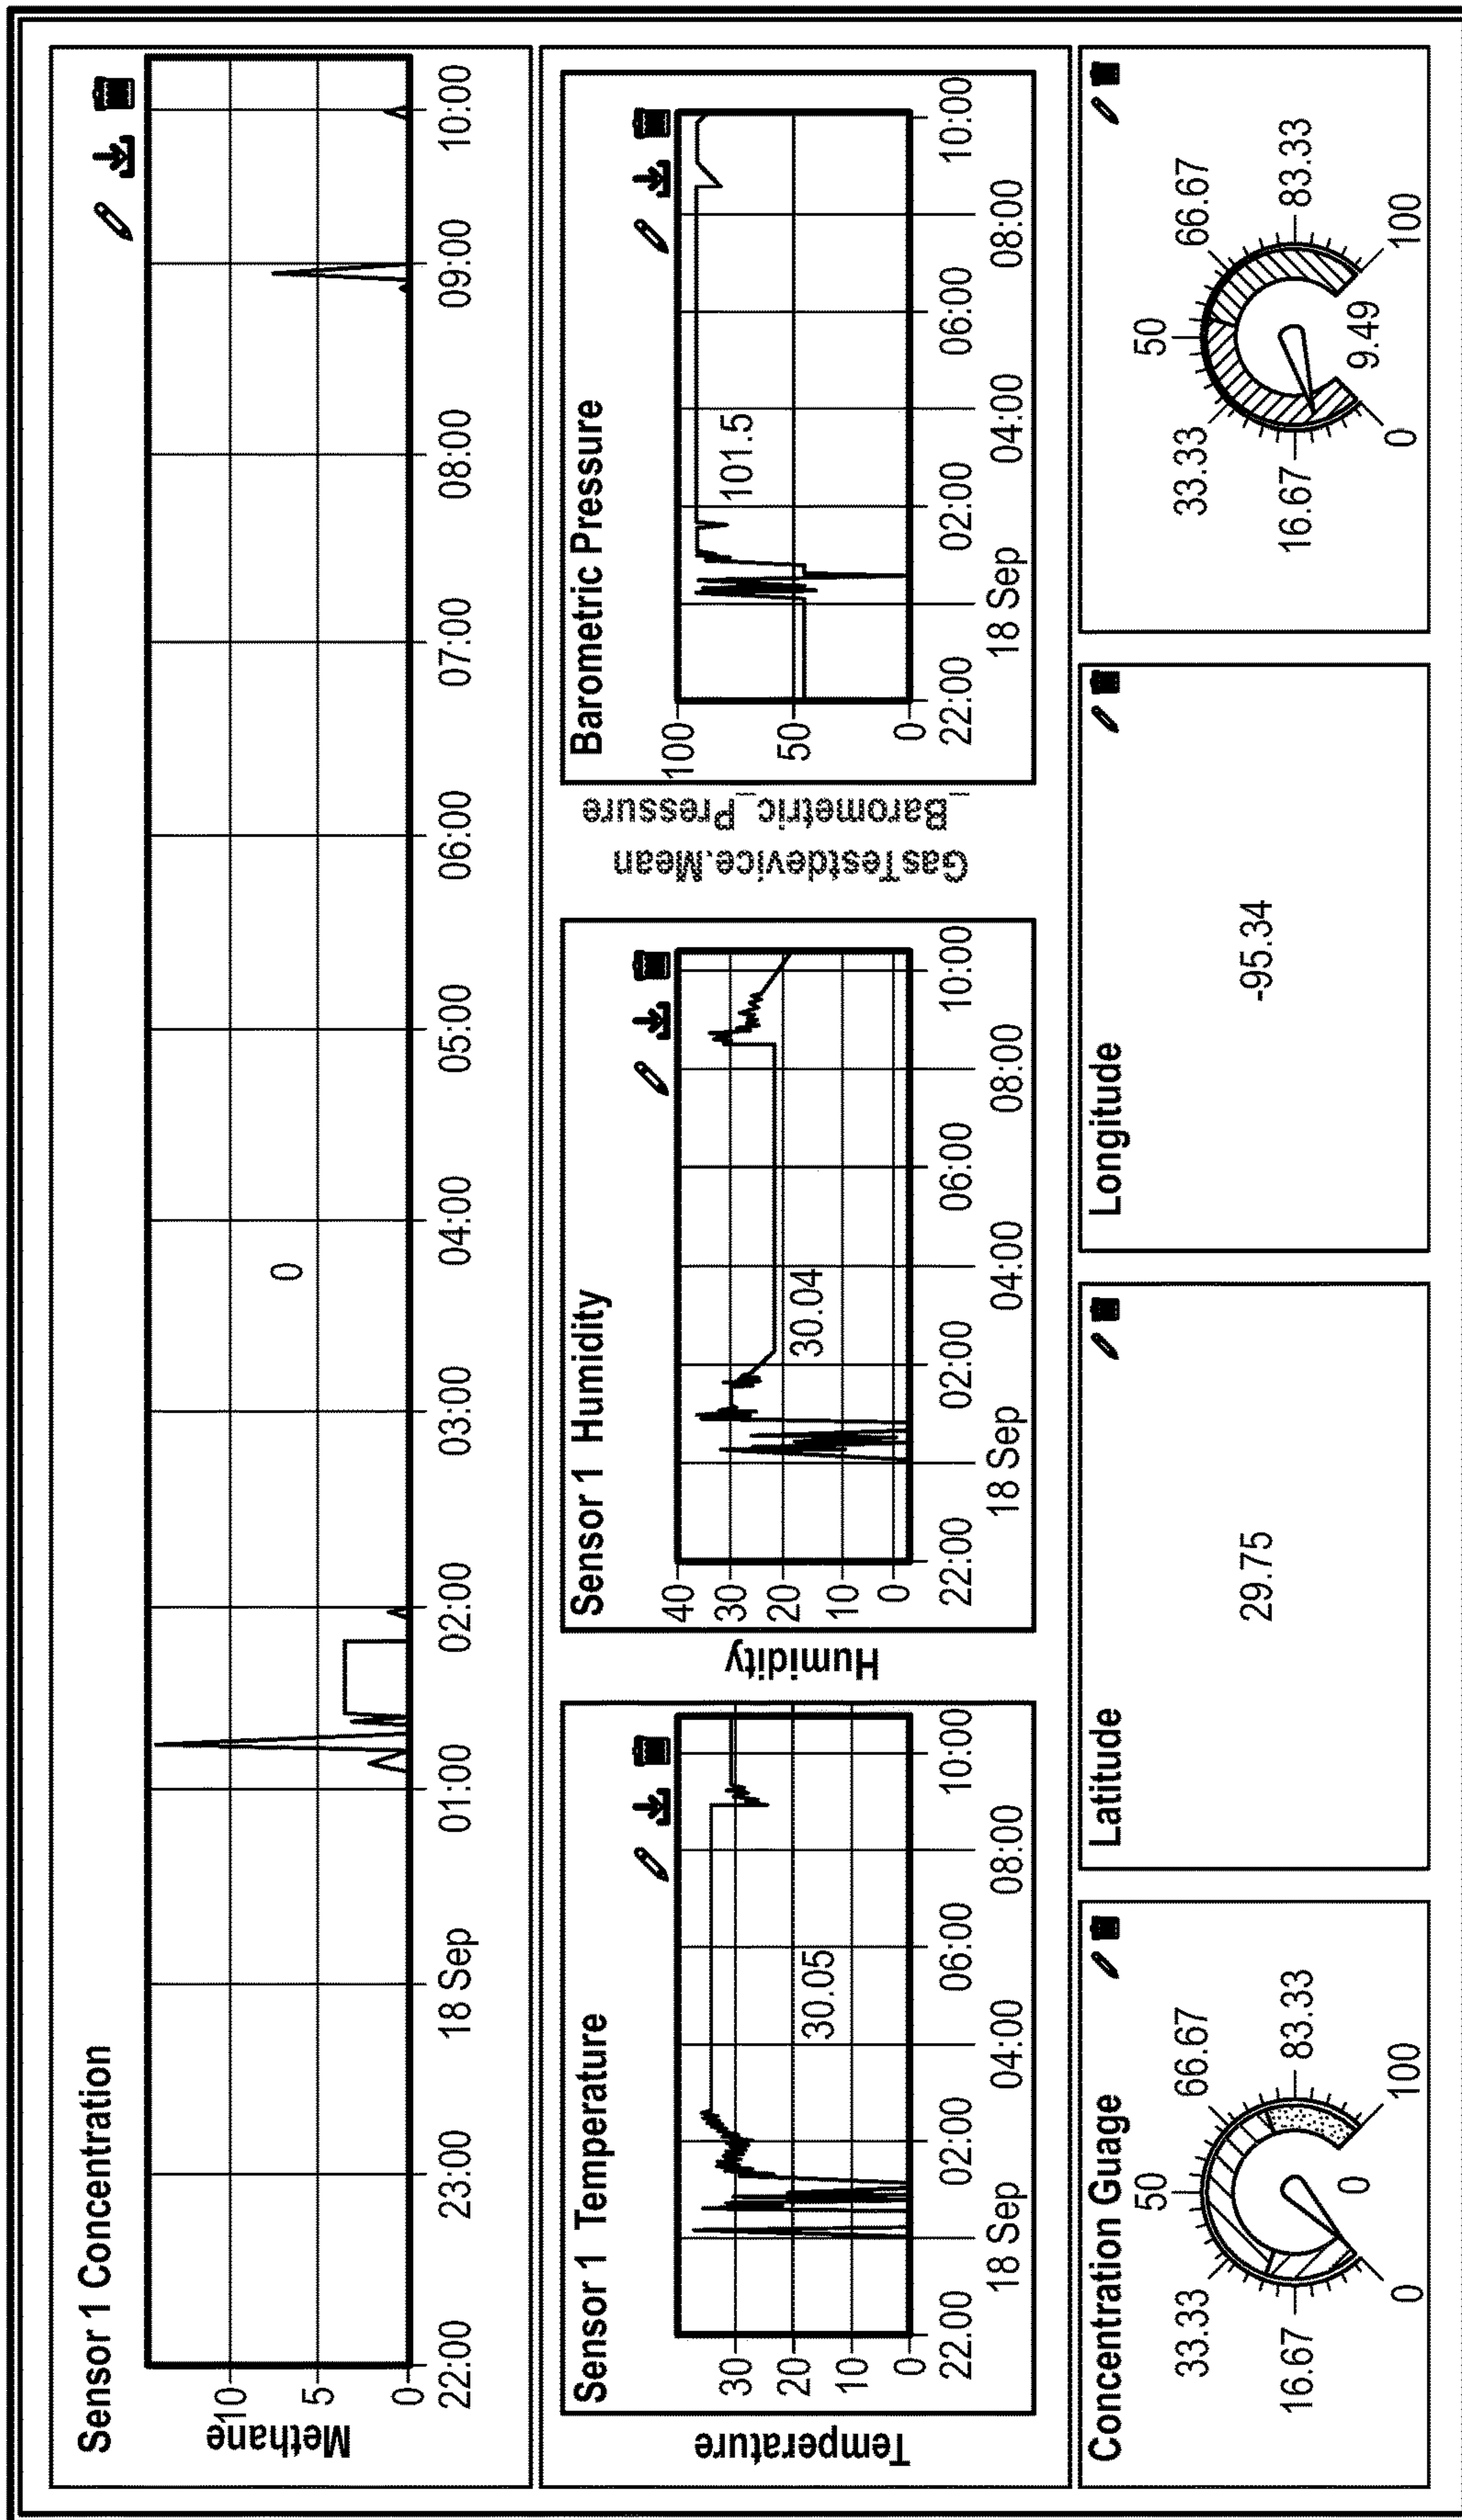 Sensor 1 Concentration
Methane
10
5
0
0
22:00 23:00 18 Sep 01:00 02:00 03:00 04:00 05:00 06:00 07:00 08:00 09:00 10:00
Sensor 1 Temperature
Temperature
30
20
10
0
30.05
22.00 18 Sep 02:00 04:00 06:00 08:00 10:00
Sensor 1 Humidity
Humidity
40
30
20
10
0
30.04
22:00 18 Sep 02:00 04:00 06:00 08:00 10:00
Barometric Pressure
GasTestdevice.Mean
_Barometric_Pressure
100
50
0
101.5
22:00 18 Sep 02:00 04:00 06:00 08:00 10:00
Concentration Guage
50
33.33 66.67
16.67 83.33
0
0 100
Latitude
29.75
Longitude
-95.34
50
33.33 66.67
16.67 83.33
9.49
0 100